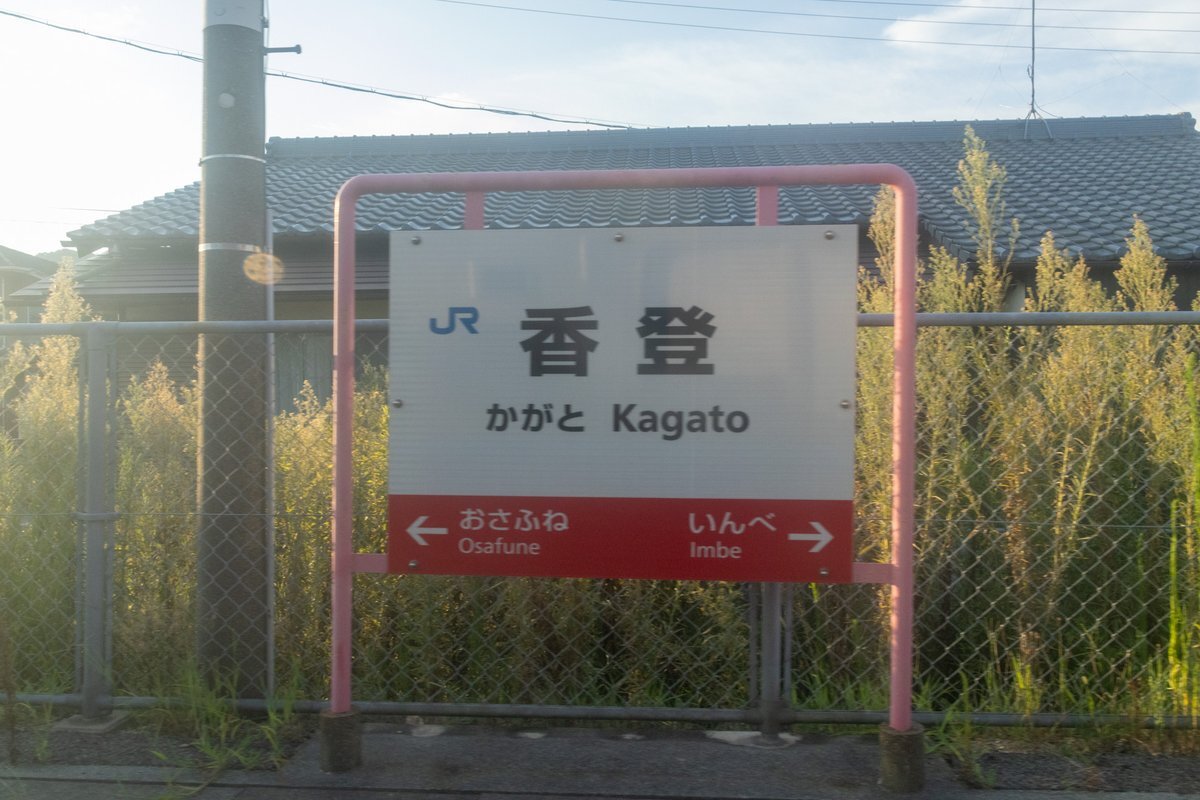 JR 香登
かがと Kagato
← おさふね いんべ →
Osafune Imbe